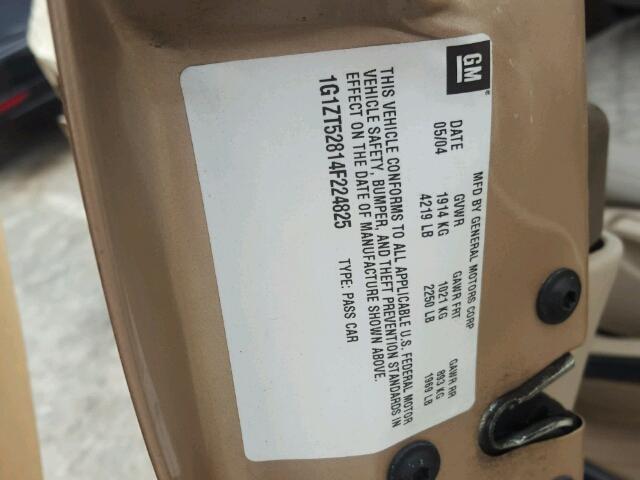 GM
MFD BY GENERAL MOTORS CORP
DATE GVWR GAWR FRT GAWR RR
05/04 1914 KG 1021 KG 893 KG
4219 LB 2250 LB 1969 LB
THIS VEHICLE CONFORMS TO ALL APPLICABLE U.S. FEDERAL MOTOR
VEHICLE SAFETY, BUMPER, AND THEFT PREVENTION STANDARDS IN
EFFECT ON THE DATE OF MANUFACTURE SHOWN ABOVE.
1G1ZT52814F224825 TYPE: PASS CAR